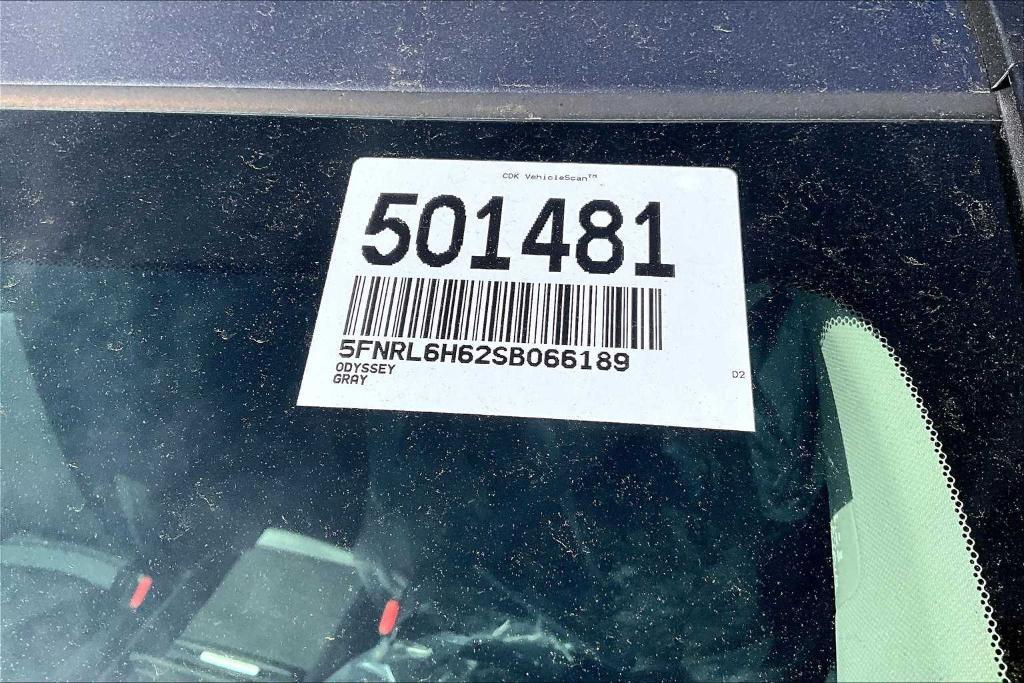 CDK VehicleScan™
501481
5FNRL6H62SB066189
ODYSSEY
GRAY
D2